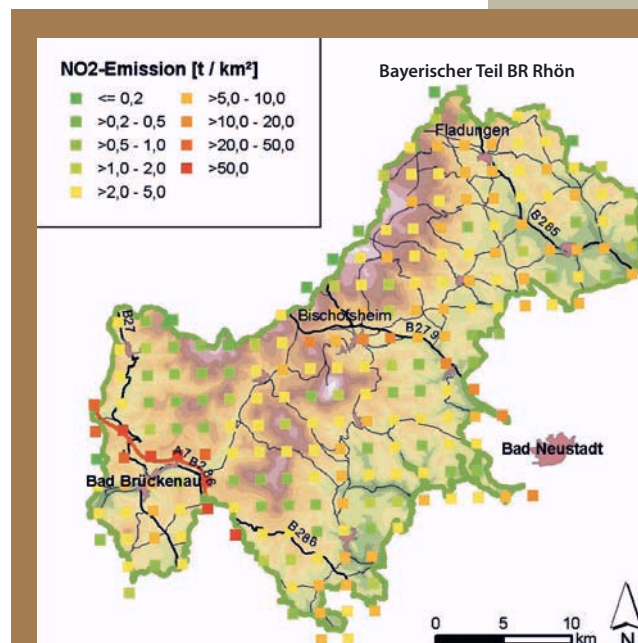 NO2-Emission [t / km²]
<= 0,2
>0,2 - 0,5
>0,5 - 1,0
>1,0 - 2,0
>2,0 - 5,0
>5,0 - 10,0
>10,0 - 20,0
>20,0 - 50,0
>50,0
Bayerischer Teil BR Rhön
Fladungen
B285
B27
Bischofsheim
B279
A7
B286
Bad Neustadt
Bad Brückenau
B286
0 5 10
km
N